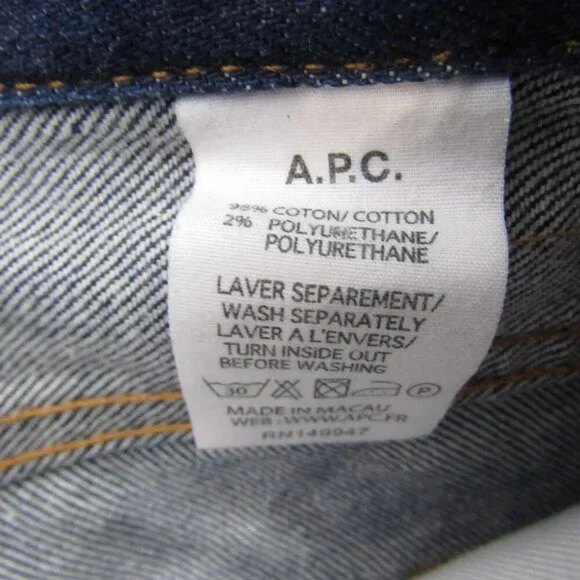 A.P.C.
98% COTON/ COTTON
2% POLYURETHANE/
POLYURETHANE
LAVER SEPAREMENT/
WASH SEPARATELY
LAVER A L'ENVERS/
TURN INSIDE OUT
BEFORE WASHING
30 P
MADE IN MACAU
WEB : WWW.APC.FR
RN149947